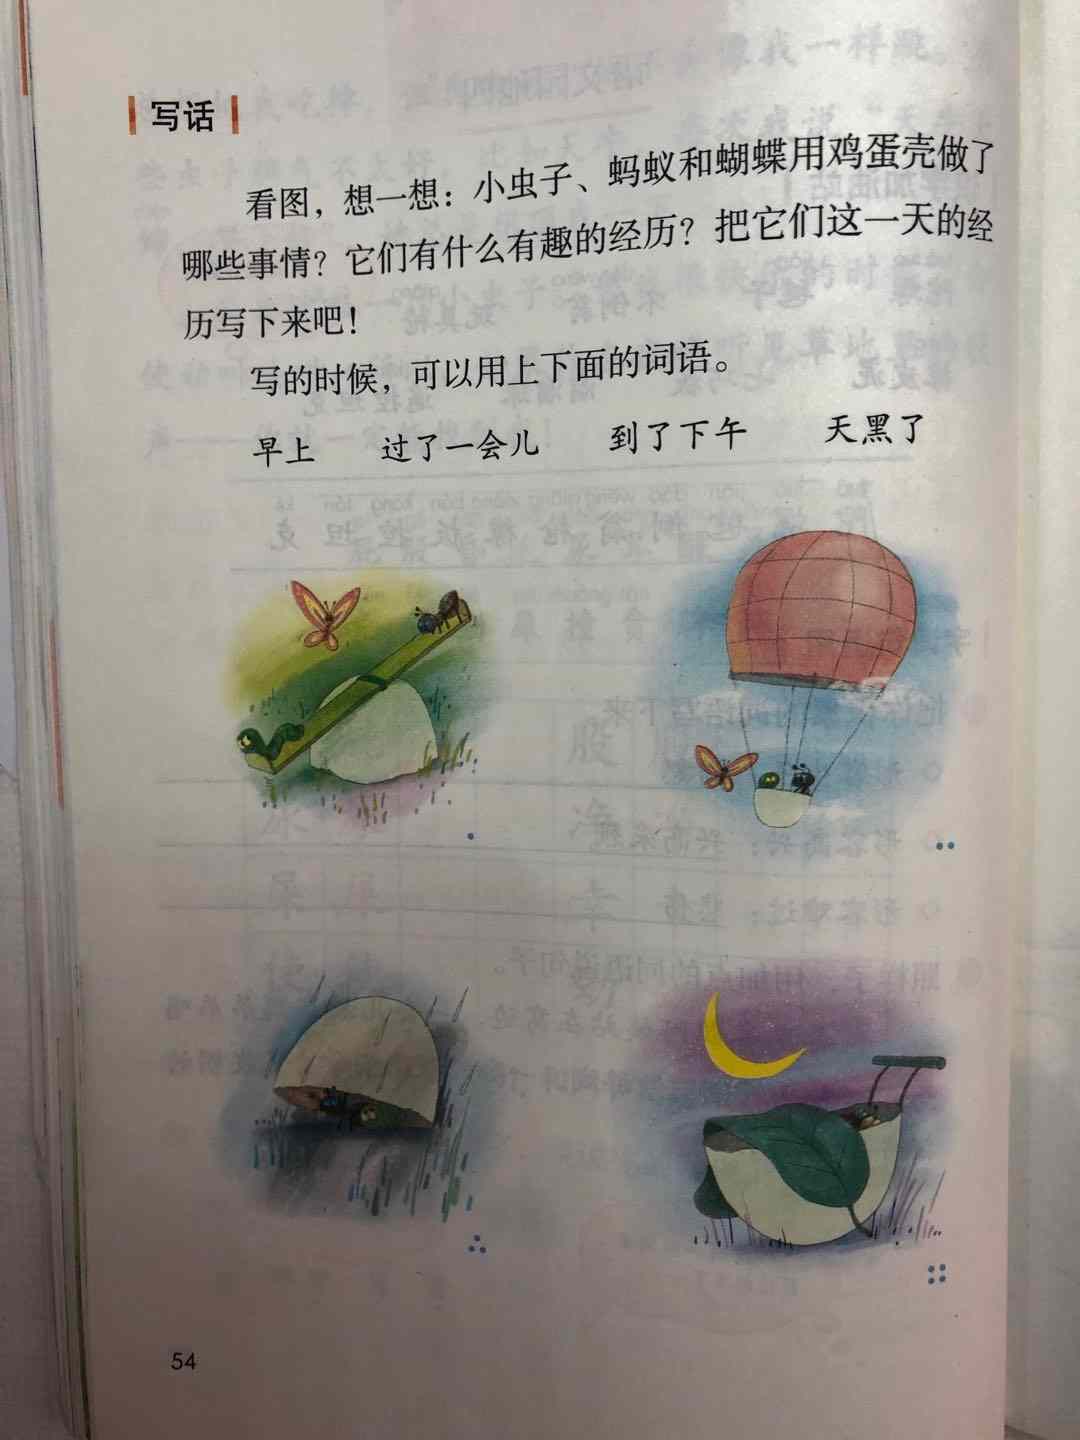 写话
看图，想一想：小虫子、蚂蚁和蝴蝶用鸡蛋壳做了
哪些事情？它们有什么有趣的经历？把它们这一天的经
历写下来吧！
写的时候，可以用上下面的词语。
早上 过了一会儿 到了下午 天黑了
54